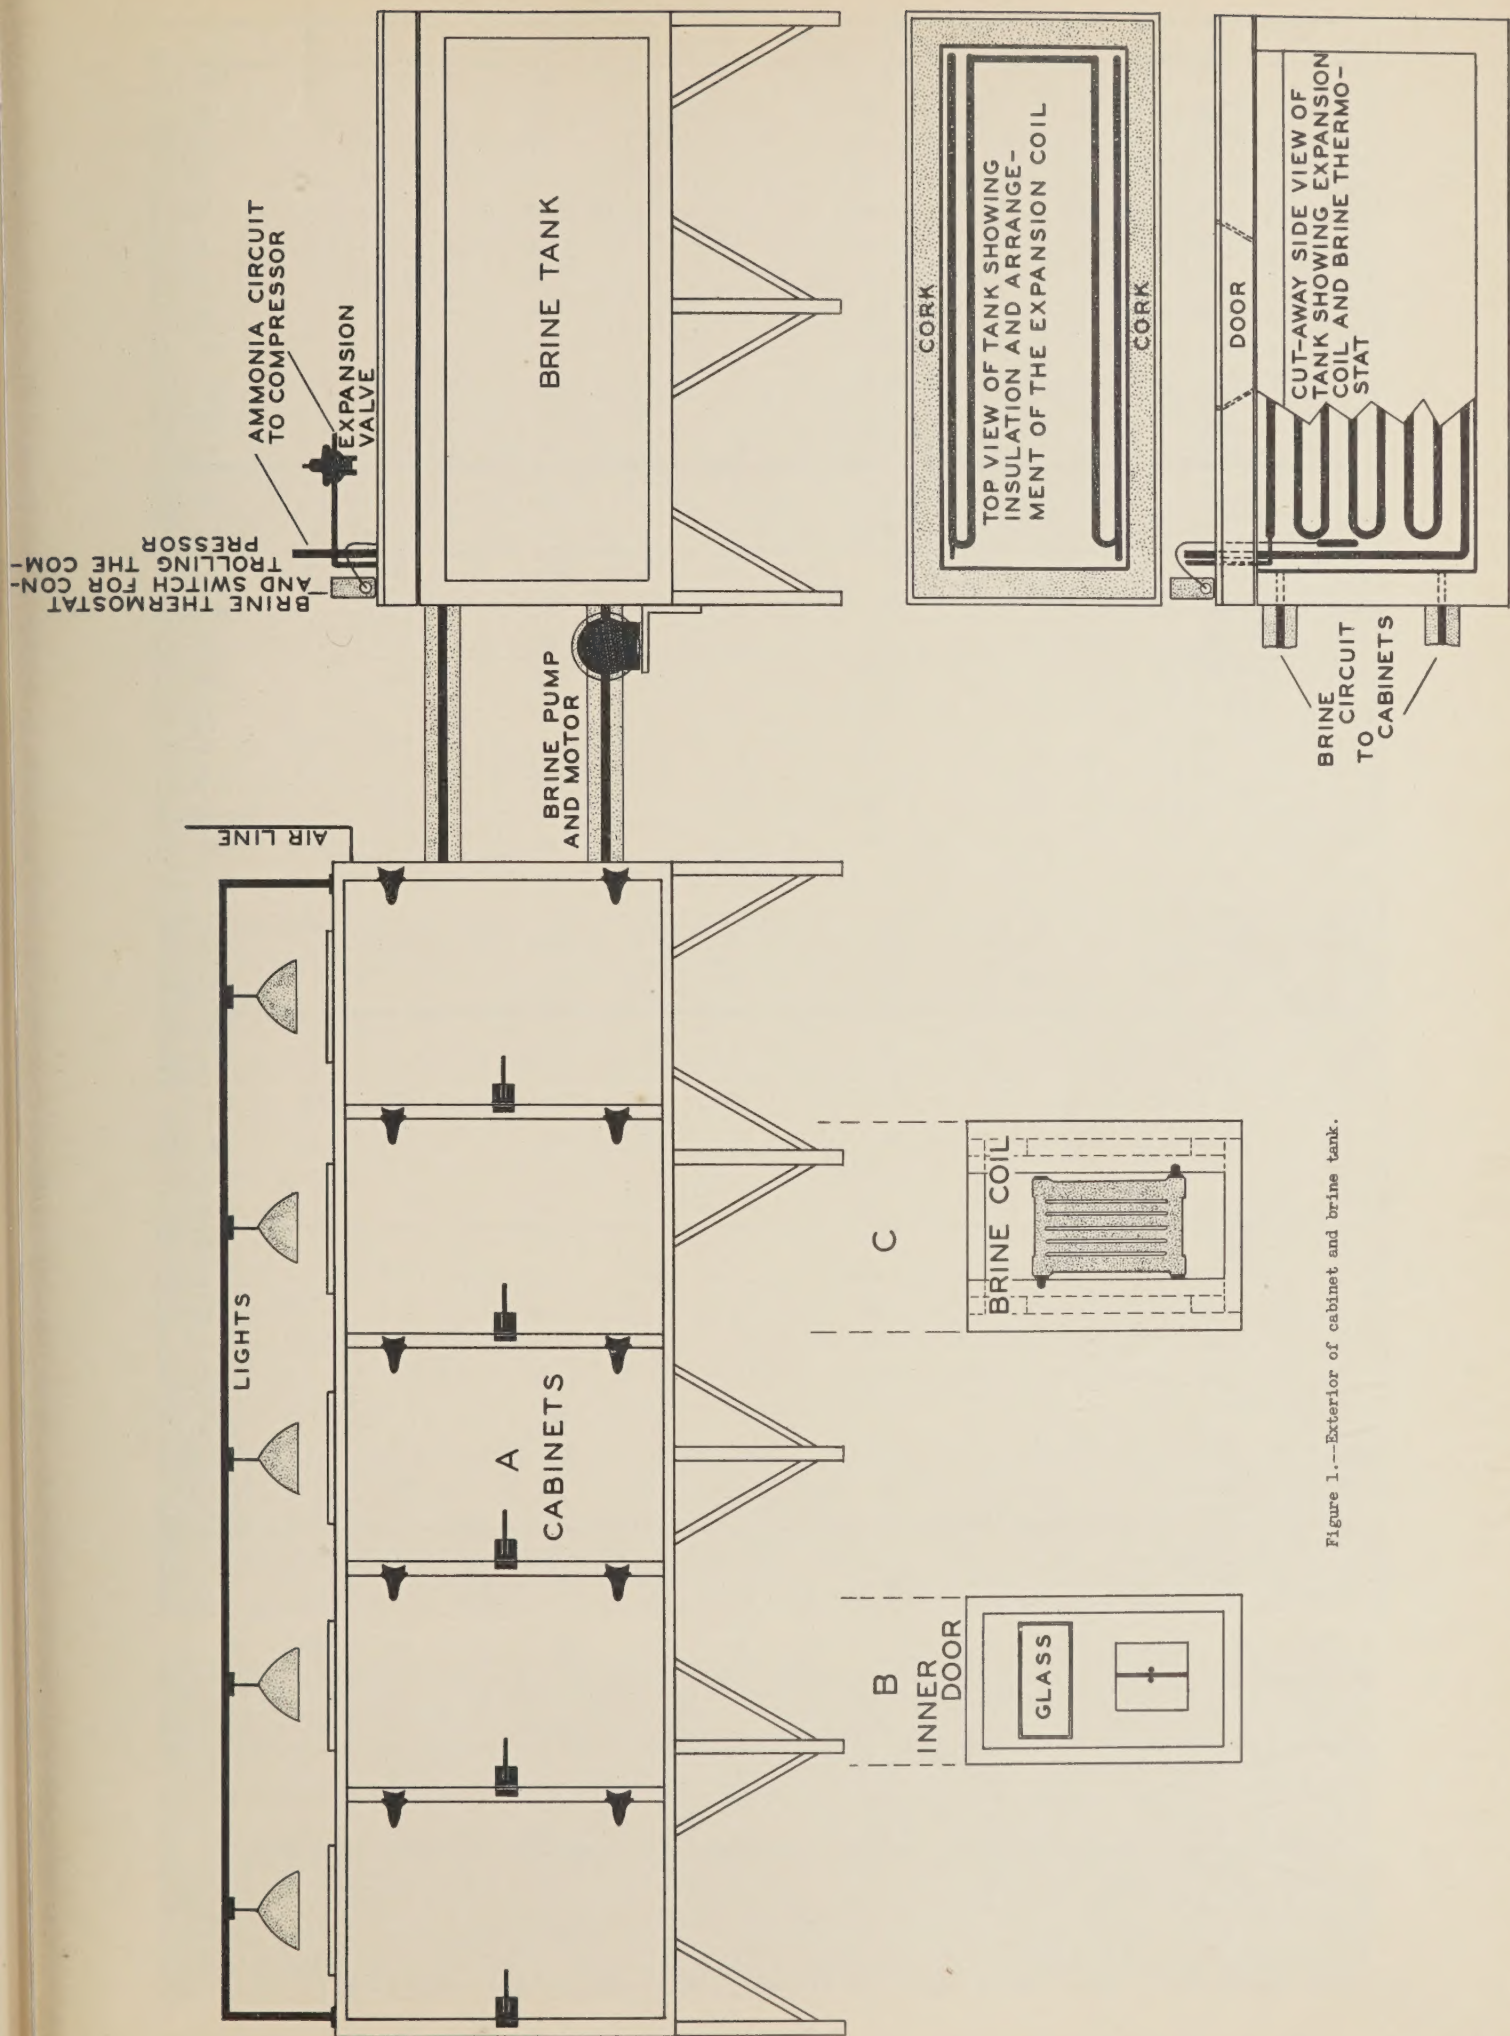 LIGHTS
AIR LINE
A
CABINETS
BRINE PUMP
AND MOTOR
BRINE THERMOSTAT
AND SWITCH FOR CON-
TROLLING THE COM-
PRESSOR
AMMONIA CIRCUIT
TO COMPRESSOR
EXPANSION
VALVE
BRINE TANK
B
INNER
DOOR
GLASS
C
BRINE COIL
CORK
TOP VIEW OF TANK SHOWING
INSULATION AND ARRANGE-
MENT OF THE EXPANSION COIL
CORK
DOOR
CUT-AWAY SIDE VIEW OF
TANK SHOWING EXPANSION
COIL AND BRINE THERMO-
STAT
BRINE
CIRCUIT
TO
CABINETS
Figure 1.--Exterior of cabinet and brine tank.